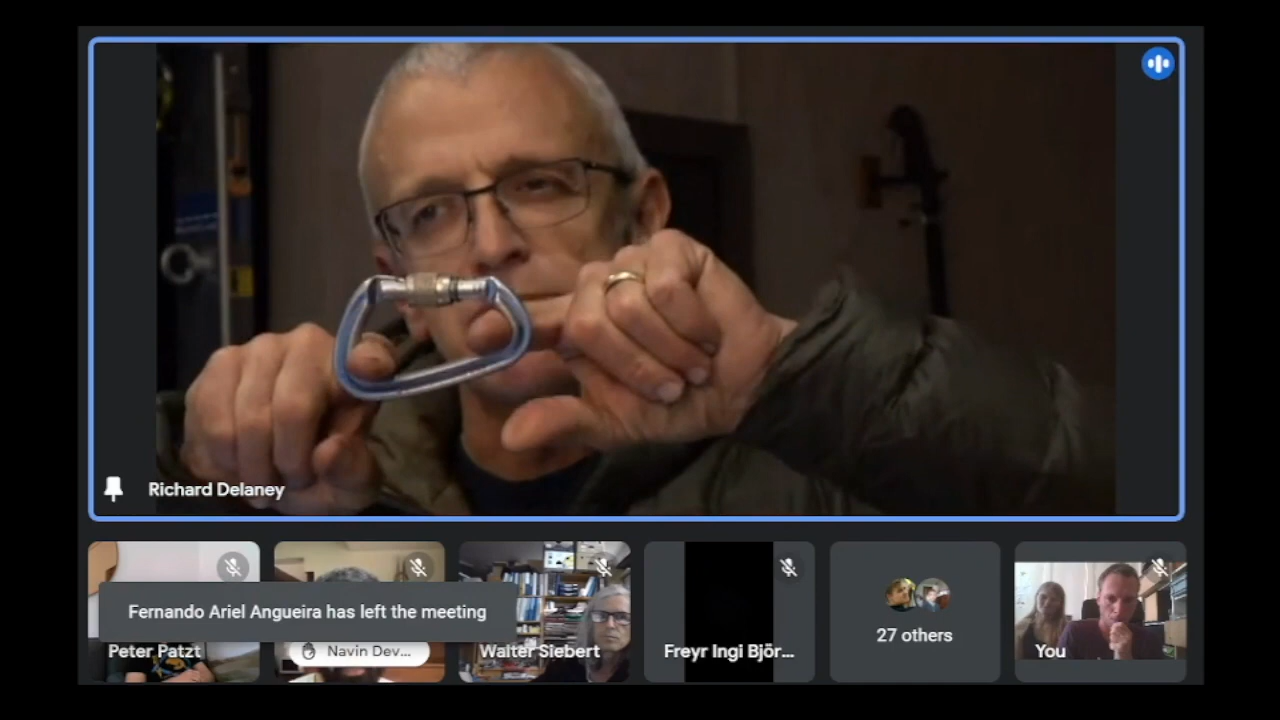 Richard Delaney
Fernando Ariel Angueira has left the meeting
Peter Patzt
Navin Dev...
Walter Siebert
Freyr Ingi Björ...
27 others
You